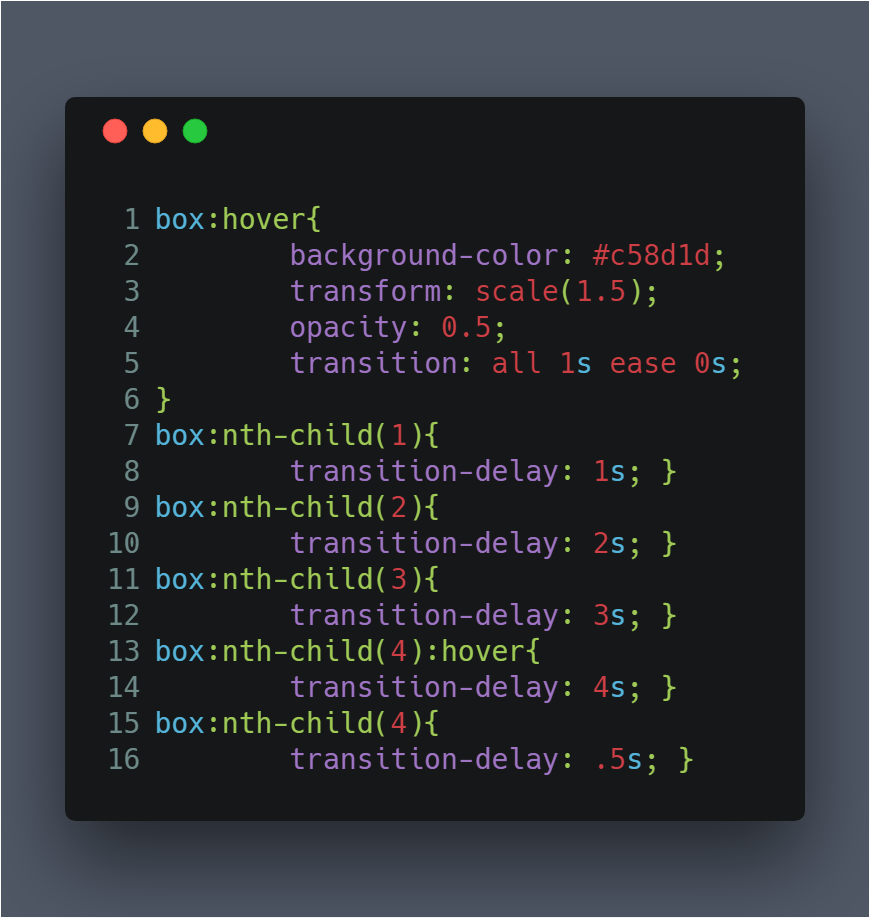 1 box:hover{
2 background-color: #c58d1d;
3 transform: scale(1.5);
4 opacity: 0.5;
5 transition: all 1s ease 0s;
6 }
7 box:nth-child(1){
8 transition-delay: 1s; }
9 box:nth-child(2){
10 transition-delay: 2s; }
11 box:nth-child(3){
12 transition-delay: 3s; }
13 box:nth-child(4):hover{
14 transition-delay: 4s; }
15 box:nth-child(4){
16 transition-delay: .5s; }